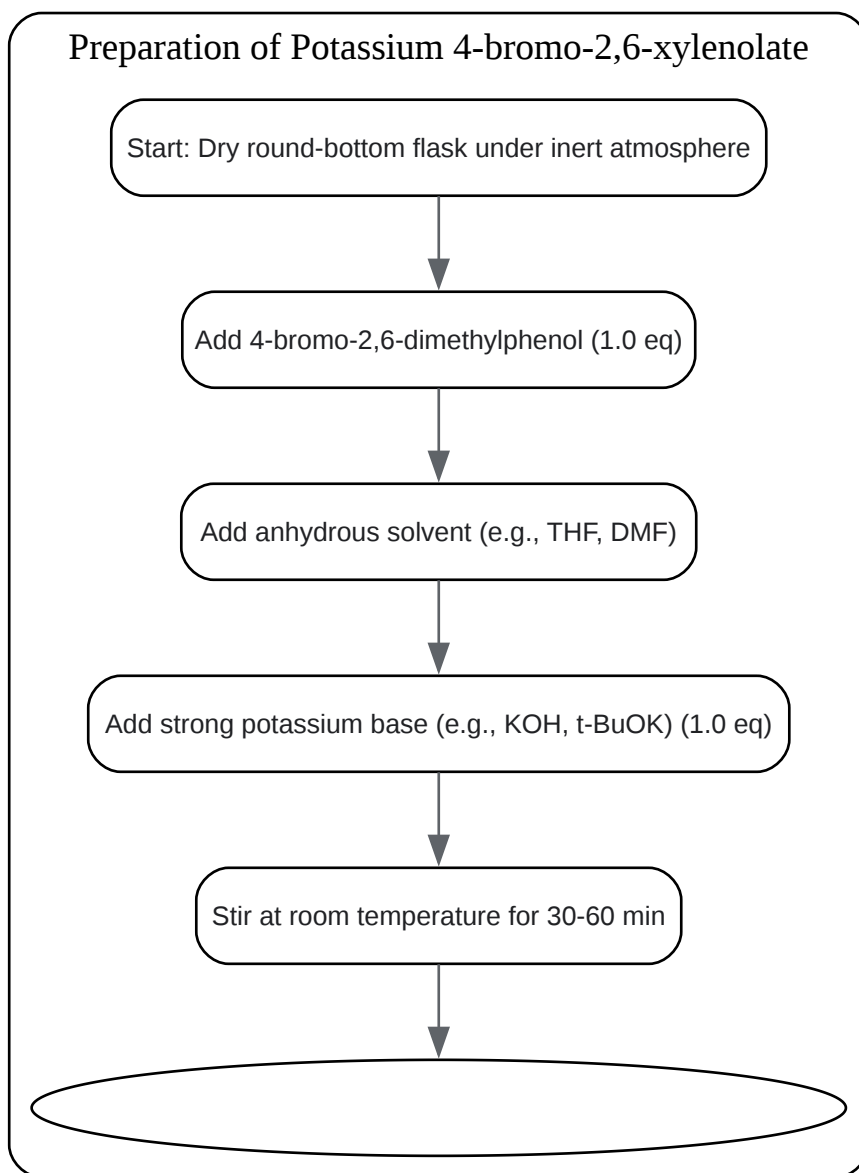 Preparation of Potassium 4-bromo-2,6-xylenolate
Start: Dry round-bottom flask under inert atmosphere
Add 4-bromo-2,6-dimethylphenol (1.0 eq)
Add anhydrous solvent (e.g., THF, DMF)
Add strong potassium base (e.g., KOH, t-BuOK) (1.0 eq)
Stir at room temperature for 30-60 min